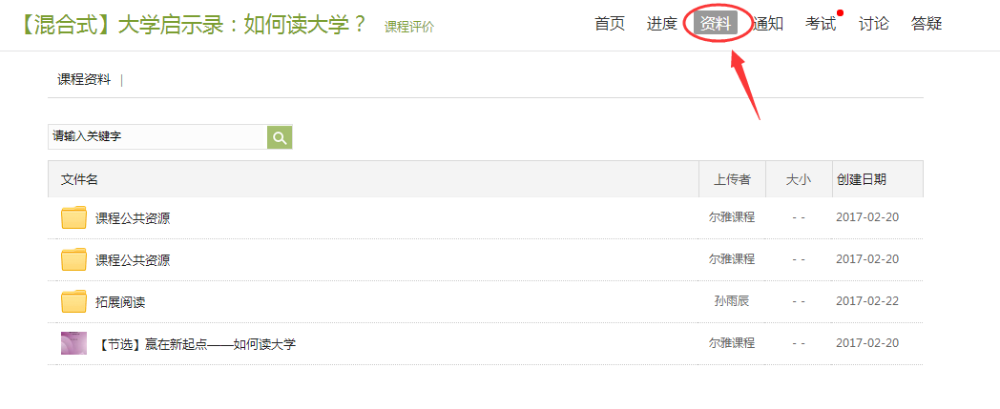 【混合式】大学启示录：如何读大学？ 课程评价 首页 进度 资料 通知 考试 讨论 答疑
课程资料 |
请输入关键字
文件名 上传者 大小 创建日期
课程公共资源 尔雅课程 - - 2017-02-20
课程公共资源 尔雅课程 - - 2017-02-20
拓展阅读 孙雨辰 - - 2017-02-22
【节选】赢在新起点——如何读大学 尔雅课程 - - 2017-02-20